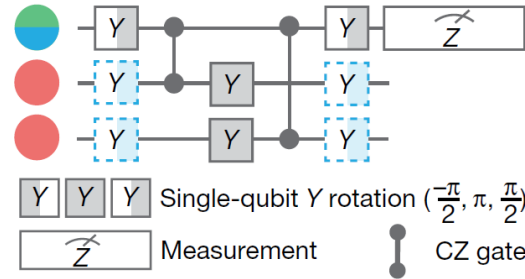 Y Y Z
Y Y Y
Y Y Y
Y Y Y Single-qubit Y rotation (-π/2, π, π/2)
Z Measurement CZ gate